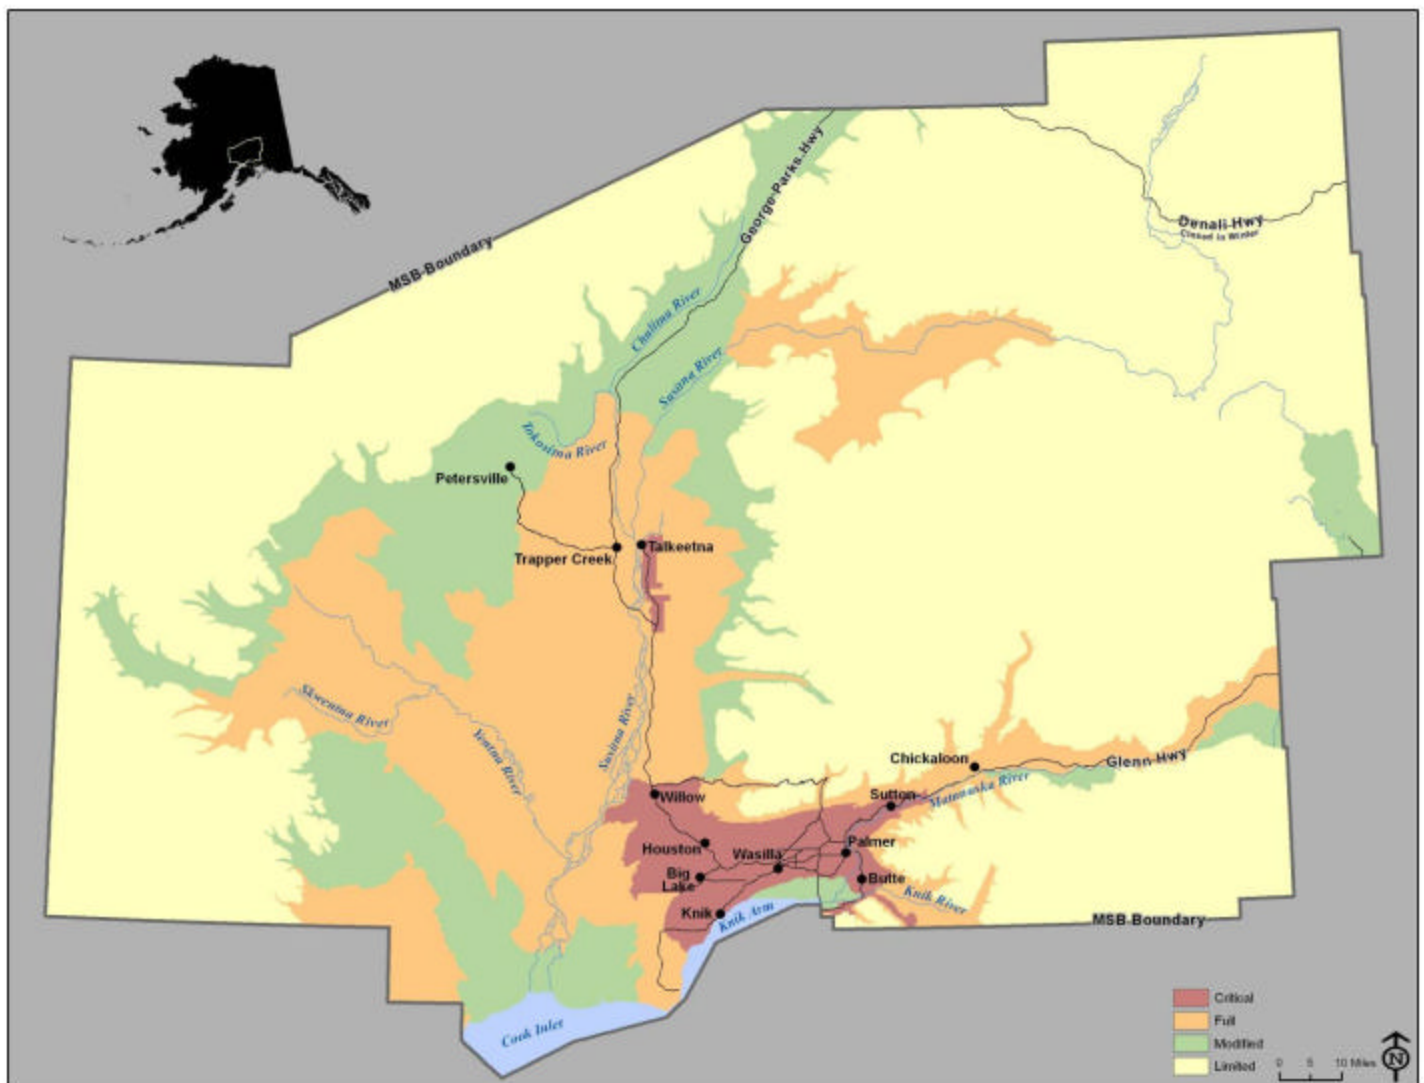 George Parks Hwy
Denali Hwy
Closed in Winter
MSB Boundary
Chulitna River
Susitna River
Tokosima River
Petersville
Trapper Creek
Talkeetna
Skwentna River
Yentna River
Susitna River
Chickaloon
Glenn Hwy
Matanuska River
Sutton
Willow
Houston
Wasilla
Palmer
Big
Lake
Butte
Knik River
Knik
Knik Arm
MSB Boundary
Cook Inlet
Critical
Full
Modified
Limited
0 5 10 Miles
N